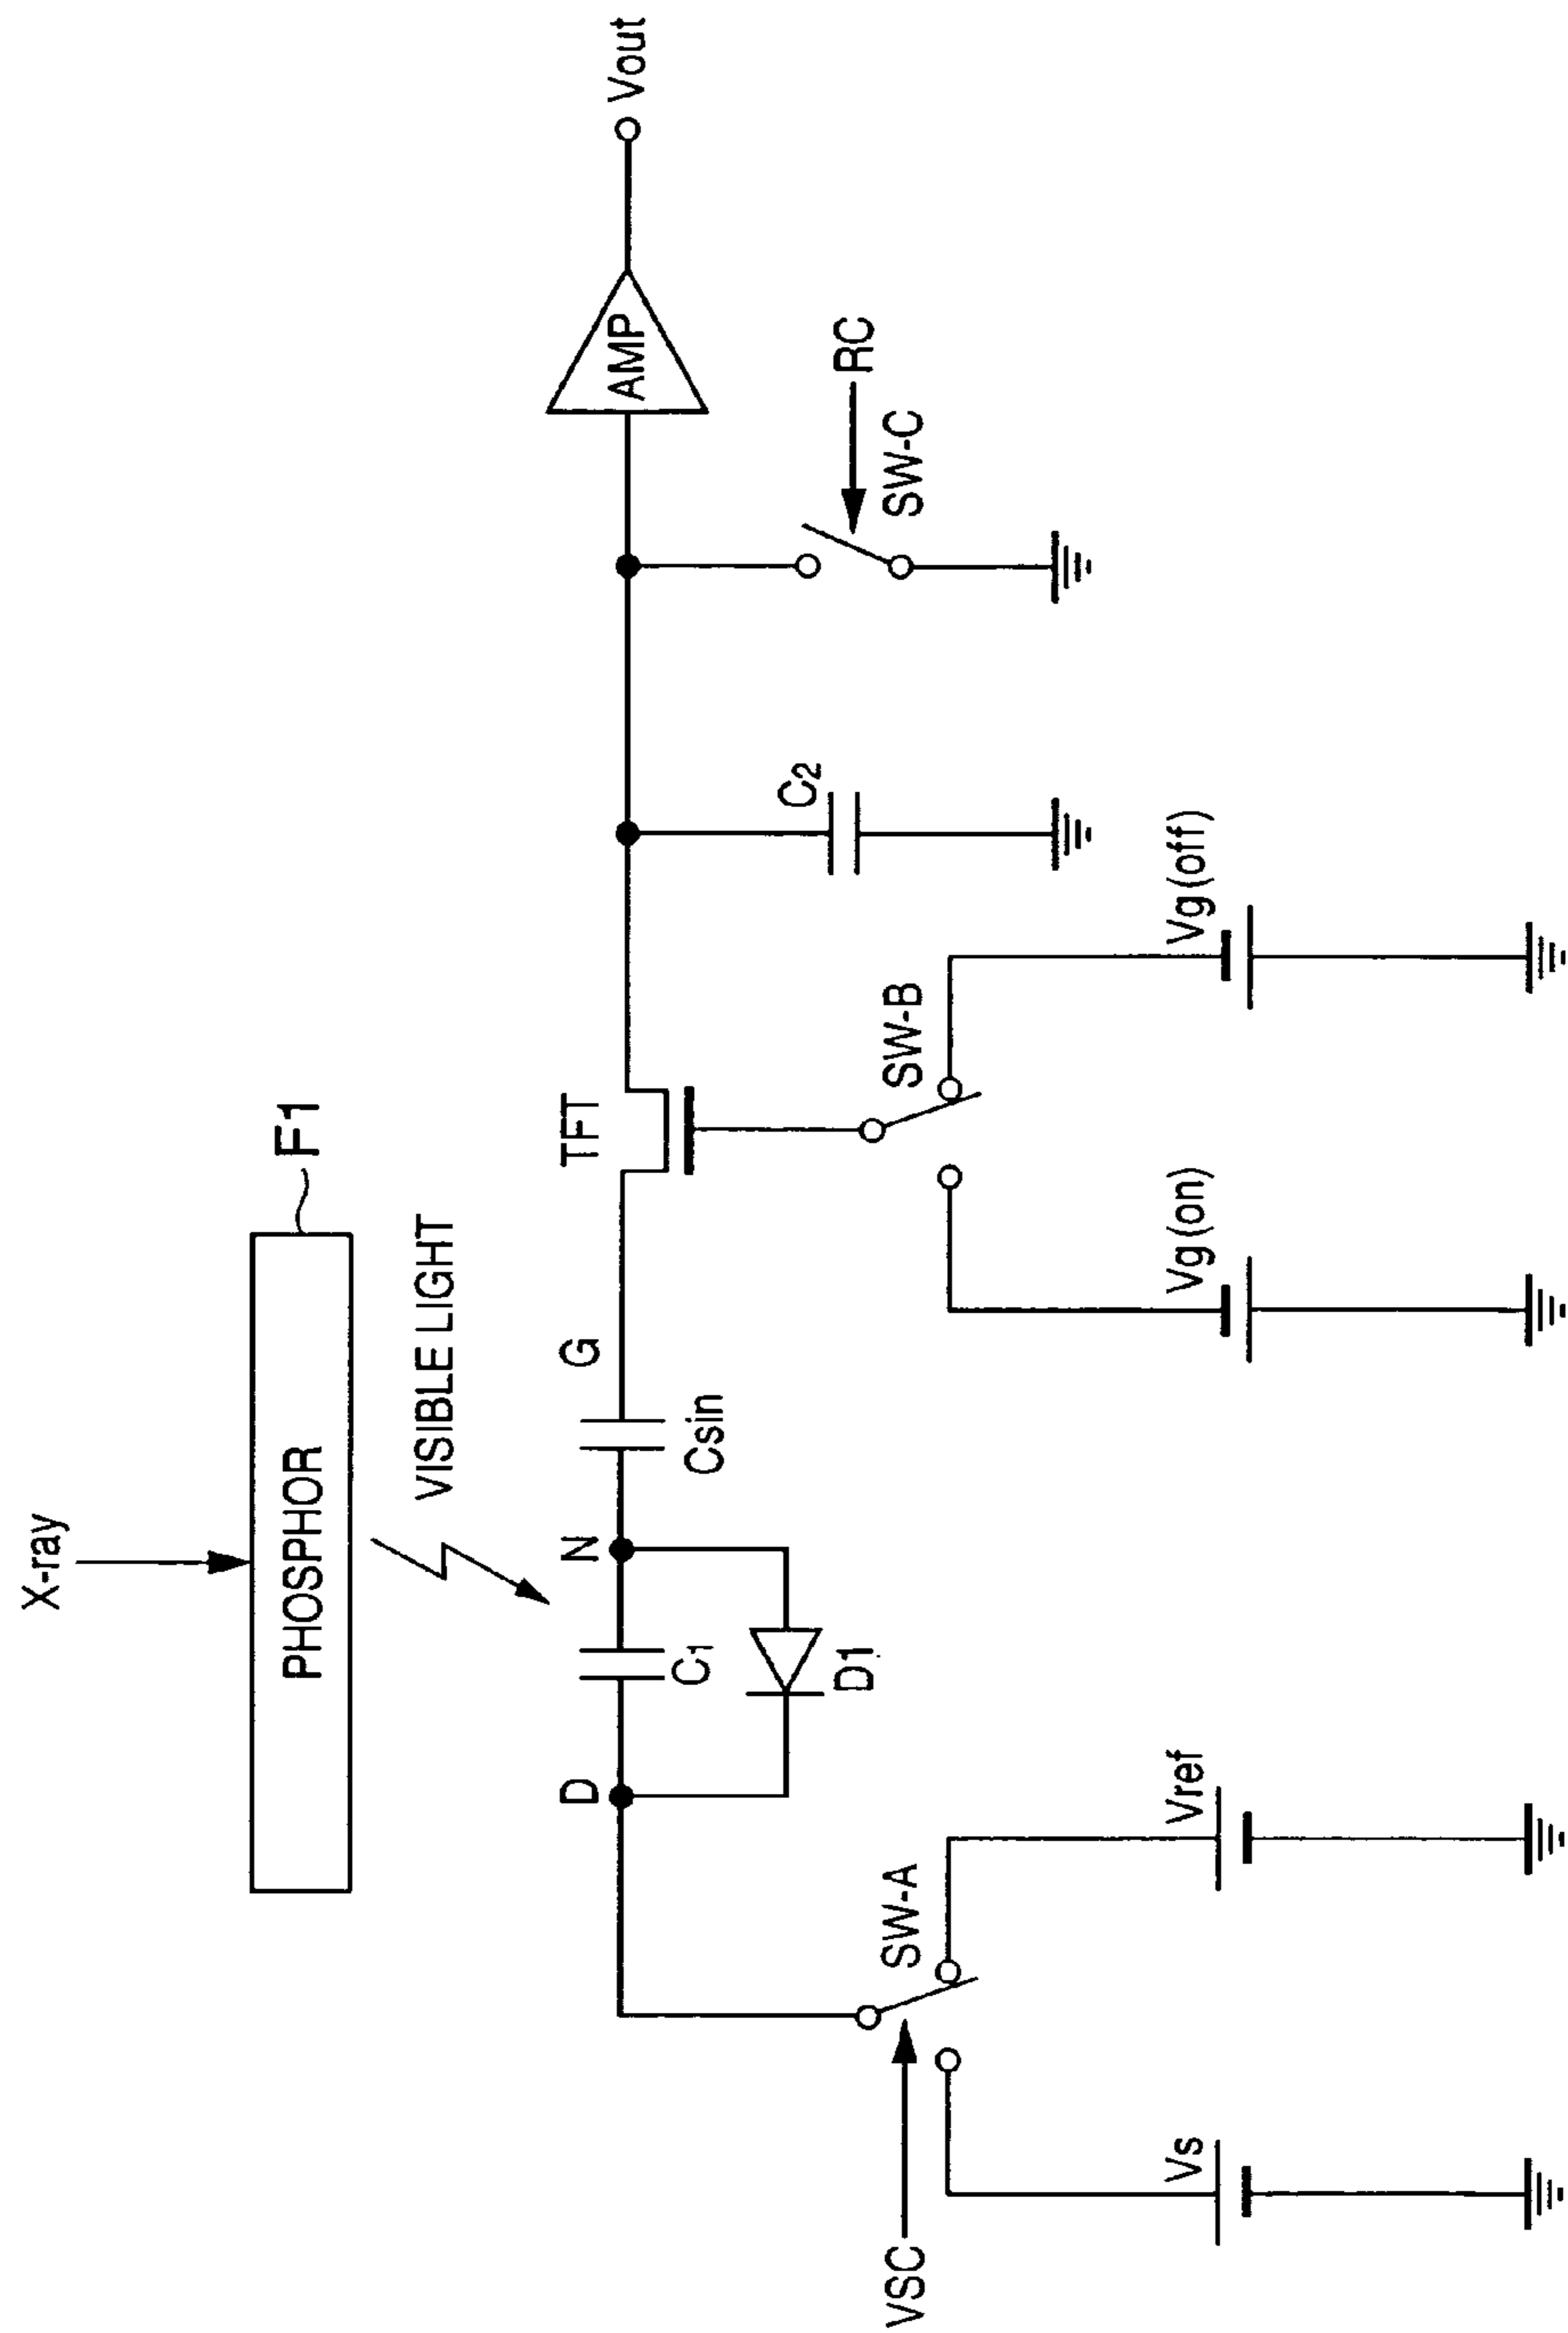 X-ray
PHOSPHOR
F1
VISIBLE LIGHT
D
N
G
TFT
AMP
Vout
C1
Csin
D1
C2
RC
SW-C
VSC
SW-A
SW-B
Vs
Vref
Vg(on)
Vg(off)